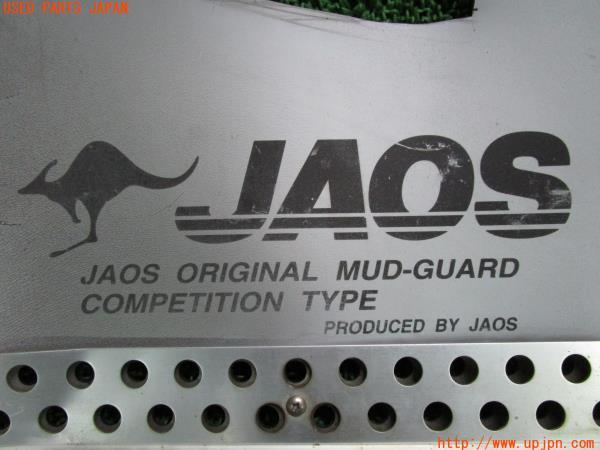 USED PARTS JAPAN
JAOS
JAOS ORIGINAL MUD-GUARD
COMPETITION TYPE
PRODUCED BY JAOS
http://www.upjpn.com/